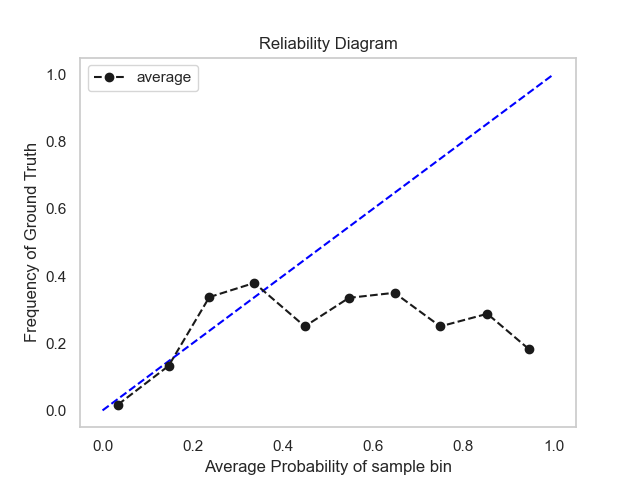 Reliability Diagram
average
1.0
0.8
0.6
0.4
0.2
0.0
Frequency of Ground Truth
0.0 0.2 0.4 0.6 0.8 1.0
Average Probability of sample bin